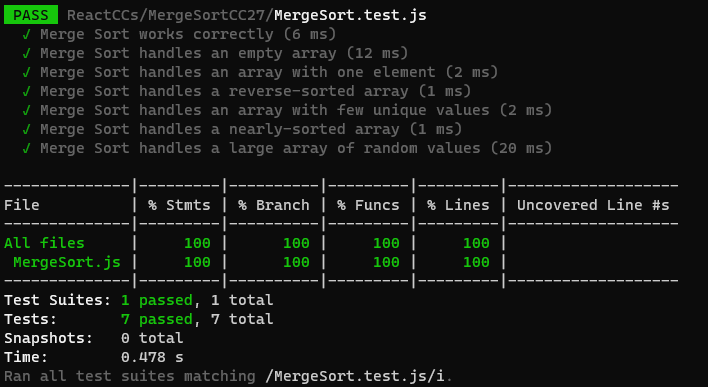 PASS ReactCCs/MergeSortCC27/MergeSort.test.js
✓ Merge Sort works correctly (6 ms)
✓ Merge Sort handles an empty array (12 ms)
✓ Merge Sort handles an array with one element (2 ms)
✓ Merge Sort handles a reverse-sorted array (1 ms)
✓ Merge Sort handles an array with few unique values (2 ms)
✓ Merge Sort handles a nearly-sorted array (1 ms)
✓ Merge Sort handles a large array of random values (20 ms)
--------------|---------|----------|---------|---------|-------------------
File          | % Stmts | % Branch | % Funcs | % Lines | Uncovered Line #s
--------------|---------|----------|---------|---------|-------------------
All files     |     100 |      100 |     100 |     100 |
 MergeSort.js |     100 |      100 |     100 |     100 |
--------------|---------|----------|---------|---------|-------------------
Test Suites: 1 passed, 1 total
Tests:       7 passed, 7 total
Snapshots:   0 total
Time:        0.478 s
Ran all test suites matching /MergeSort.test.js/i.